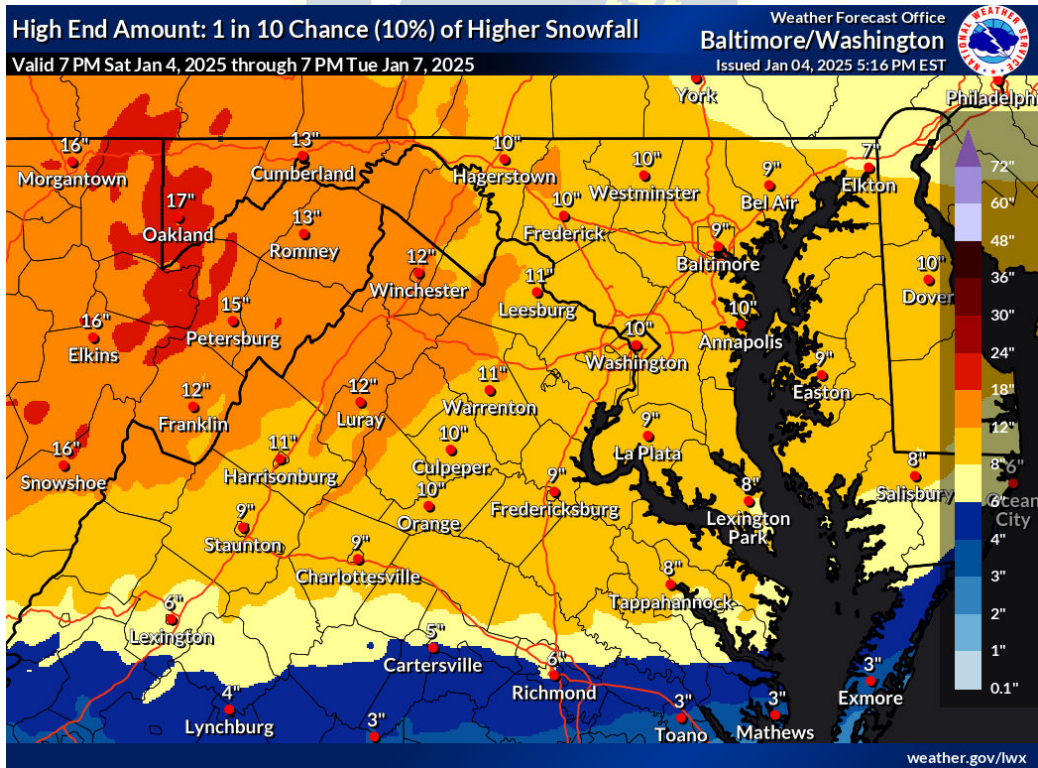 High End Amount: 1 in 10 Chance (10%) of Higher Snowfall
Valid 7 PM Sat Jan 4, 2025 through 7 PM Tue Jan 7, 2025
Weather Forecast Office
Baltimore/Washington
Issued Jan 04, 2025 5:16 PM EST
NATIONAL WEATHER SERVICE
York
Philadelphi
16"
Morgantown
13"
Cumberland
10"
Hagerstown
10"
Westminster
9"
Bel Air
7"
Elkton
17"
Oakland
13"
Romney
10"
Frederick
9"
Baltimore
12"
Winchester
11"
Leesburg
10"
Dover
16"
Elkins
15"
Petersburg
10"
Washington
10"
Annapolis
9"
Easton
12"
Franklin
12"
Luray
11"
Warrenton
9"
La Plata
16"
Snowshoe
11"
Harrisonburg
10"
Culpeper
10"
Orange
9"
Fredericksburg
8"
Lexington
Park
8"
Salisbury
6"
Ocean
City
9"
Staunton
9"
Charlottesville
8"
Tappahannock
6"
Lexington
5"
Cartersville
6"
Richmond
4"
Lynchburg
3"
3"
Toano
3"
Mathews
3"
Exmore
72"
60"
48"
36"
30"
24"
18"
12"
8"
6"
4"
3"
2"
1"
0.1"
weather.gov/lwx